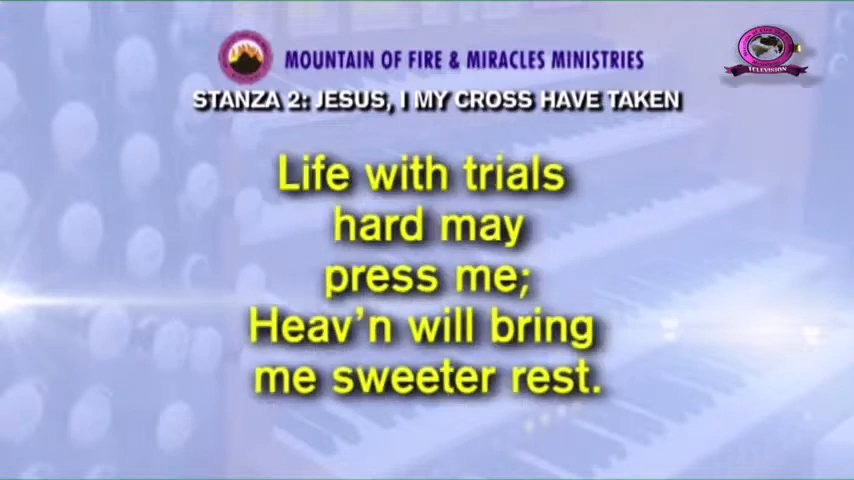 MOUNTAIN OF FIRE & MIRACLES MINISTRIES
STANZA 2: JESUS, I MY CROSS HAVE TAKEN
Life with trials
hard may
press me;
Heav'n will bring
me sweeter rest.
TELEVISION